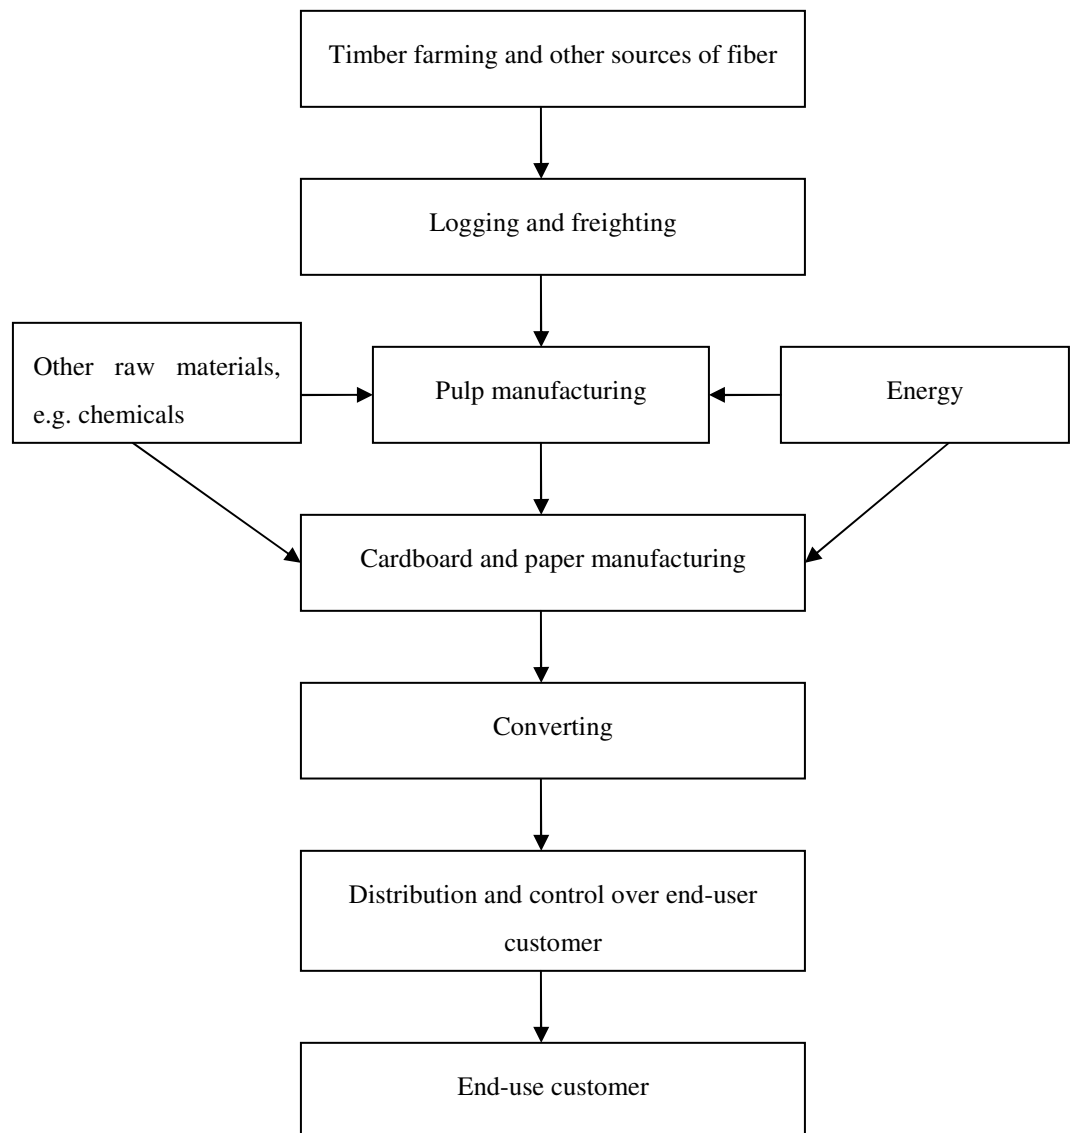 Timber farming and other sources of fiber
Logging and freighting
Other raw materials,
e.g. chemicals
Pulp manufacturing
Energy
Cardboard and paper manufacturing
Converting
Distribution and control over end-user
customer
End-use customer